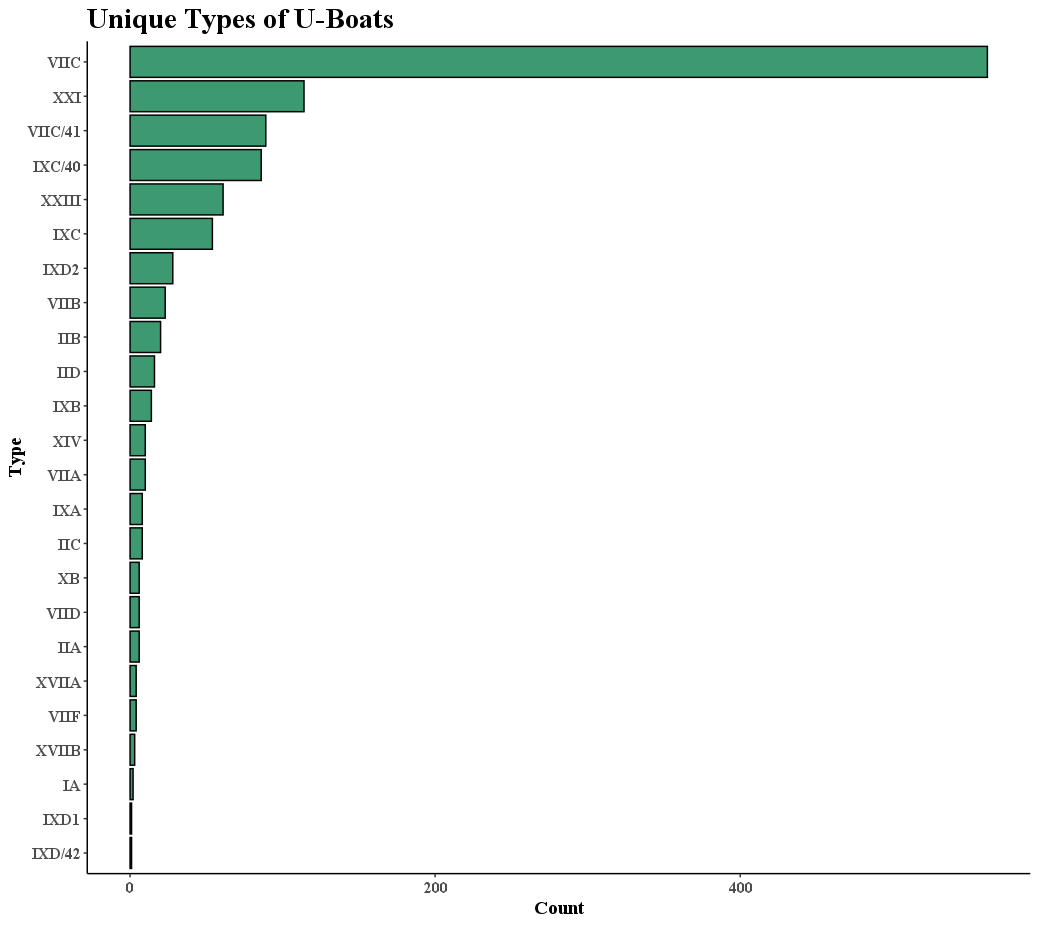 Unique Types of U-Boats
VIIC
XXI
VIIC/41
IXC/40
XXIII
IXC
IXD2
VIIB
IIB
IID
IXB
XIV
VIIA
IXA
IIC
XB
VIID
IIA
XVIIA
VIIF
XVIIB
IA
IXD1
IXD/42
Type
0
200
400
Count